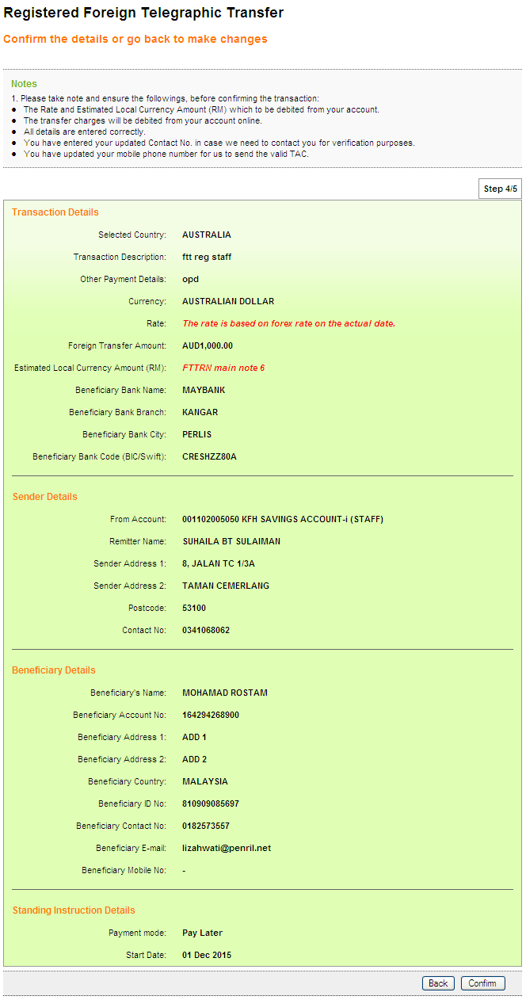 Registered Foreign Telegraphic Transfer
Confirm the details or go back to make changes
Notes
1. Please take note and ensure the followings, before confirming the transaction:
● The Rate and Estimated Local Currency Amount (RM) which to be debited from your account.
● The transfer charges will be debited from your account online.
● All details are entered correctly.
● You have entered your updated Contact No. in case we need to contact you for verification purposes.
● You have updated your mobile phone number for us to send the valid TAC.
Step 4/5
Transaction Details
Selected Country: AUSTRALIA
Transaction Description: ftt reg staff
Other Payment Details: opd
Currency: AUSTRALIAN DOLLAR
Rate: The rate is based on forex rate on the actual date.
Foreign Transfer Amount: AUD1,000.00
Estimated Local Currency Amount (RM): FTTRN main note 6
Beneficiary Bank Name: MAYBANK
Beneficiary Bank Branch: KANGAR
Beneficiary Bank City: PERLIS
Beneficiary Bank Code (BIC/Swift): CRESHZZ80A
Sender Details
From Account: 001102005050 KFH SAVINGS ACCOUNT-i (STAFF)
Remitter Name: SUHAILA BT SULAIMAN
Sender Address 1: 8, JALAN TC 1/3A
Sender Address 2: TAMAN CEMERLANG
Postcode: 53100
Contact No: 0341068062
Beneficiary Details
Beneficiary's Name: MOHAMAD ROSTAM
Beneficiary Account No: 164294268900
Beneficiary Address 1: ADD 1
Beneficiary Address 2: ADD 2
Beneficiary Country: MALAYSIA
Beneficiary ID No: 810909085697
Beneficiary Contact No: 0182573557
Beneficiary E-mail: lizahwati@penril.net
Beneficiary Mobile No: -
Standing Instruction Details
Payment mode: Pay Later
Start Date: 01 Dec 2015
Back Confirm